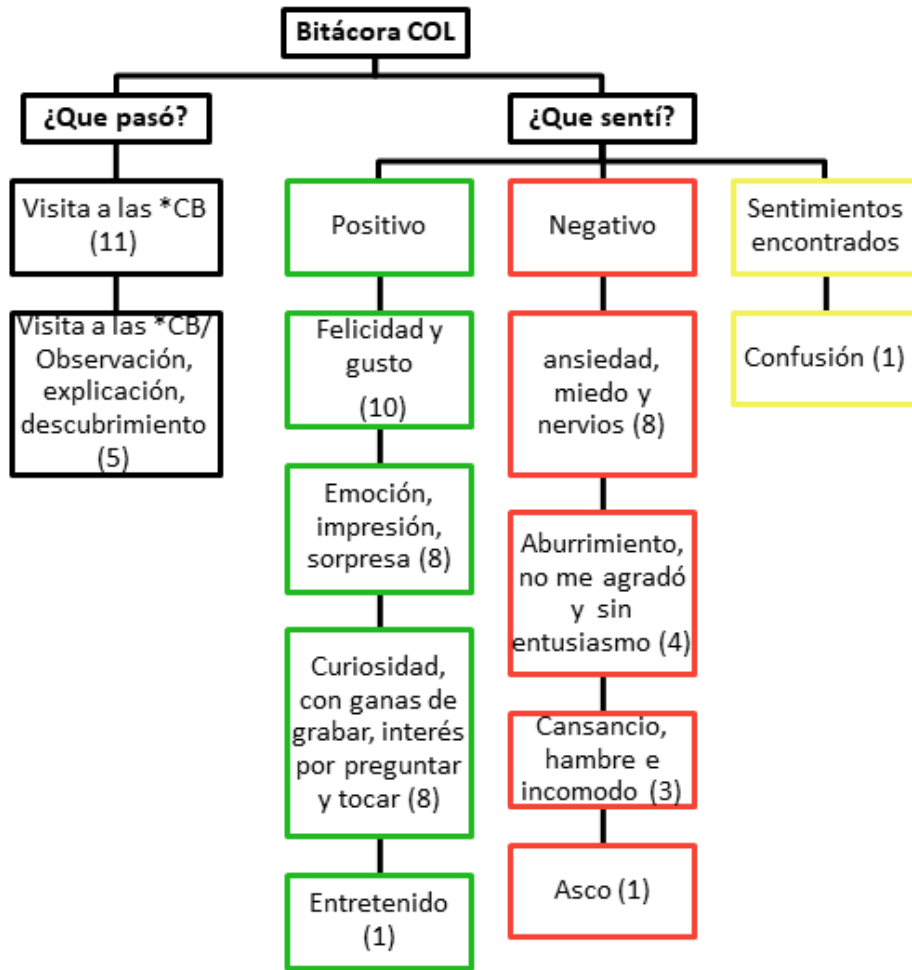 Bitácora COL
¿Que pasó?
¿Que sentí?
Visita a las *CB
(11)
Visita a las *CB/
Observación,
explicación,
descubrimiento
(5)
Positivo
Felicidad y
gusto
(10)
Emoción,
impresión,
sorpresa (8)
Curiosidad,
con ganas de
grabar, interés
por preguntar
y tocar (8)
Entretenido
(1)
Negativo
ansiedad,
miedo y
nervios (8)
Aburrimiento,
no me agradó
y sin
entusiasmo (4)
Cansancio,
hambre e
incomodo (3)
Asco (1)
Sentimientos
encontrados
Confusión (1)